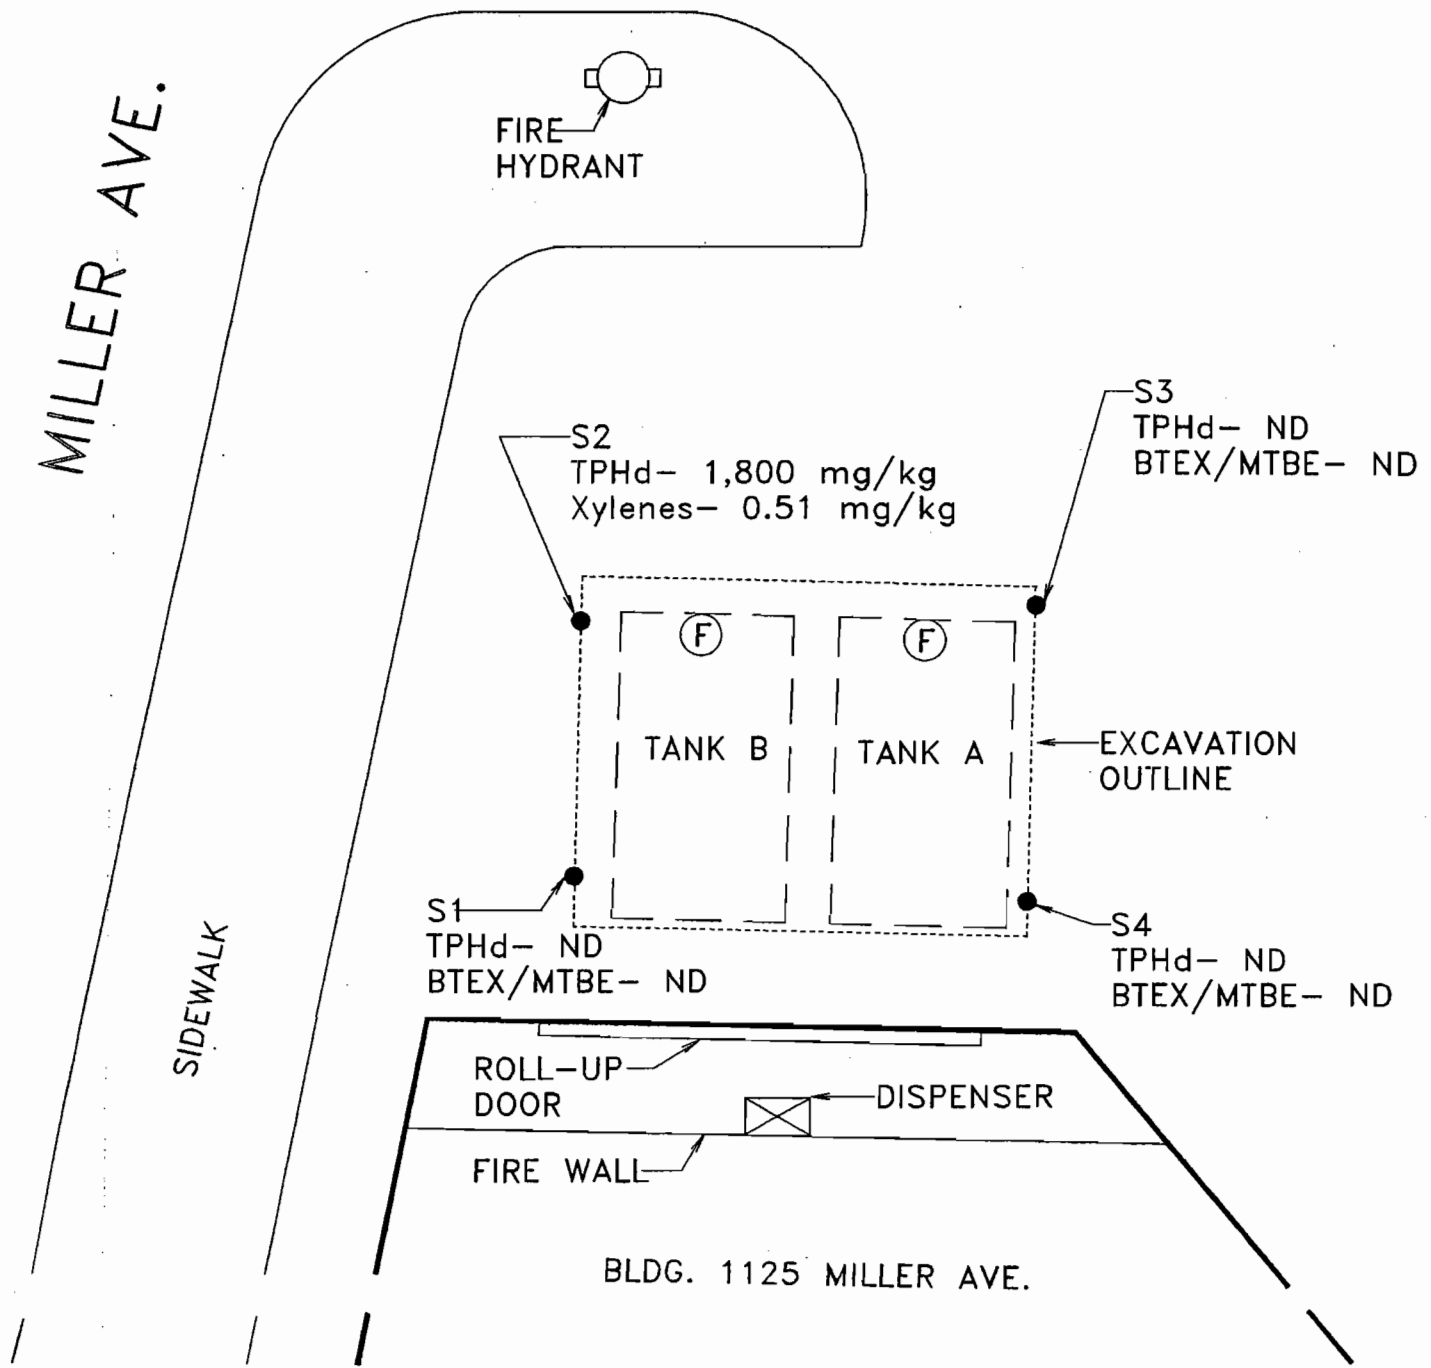 MILLER AVE.
FIRE
HYDRANT
S3
TPHd- ND
BTEX/MTBE- ND
S2
TPHd- 1,800 mg/kg
Xylenes- 0.51 mg/kg
F
F
TANK B
TANK A
EXCAVATION
OUTLINE
S1
TPHd- ND
BTEX/MTBE- ND
S4
TPHd- ND
BTEX/MTBE- ND
SIDEWALK
ROLL-UP
DOOR
DISPENSER
FIRE WALL
BLDG. 1125 MILLER AVE.